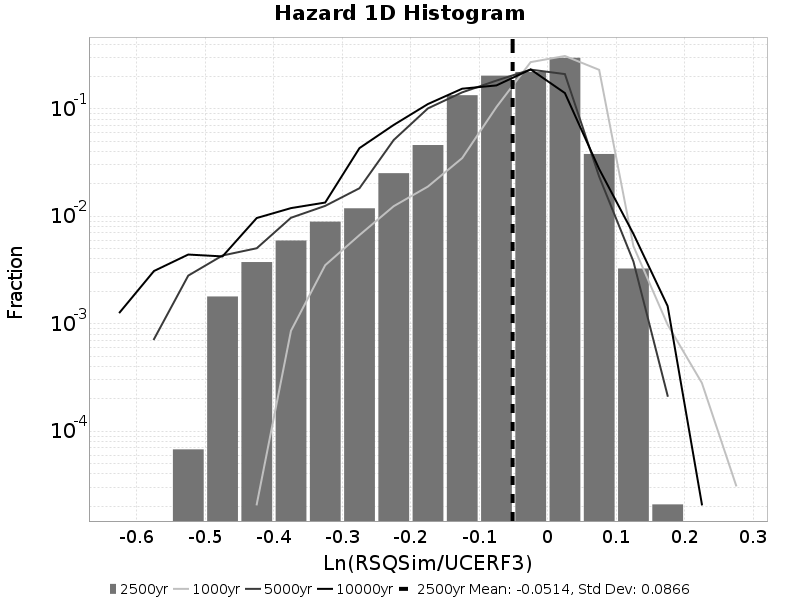 Hazard 1D Histogram
Fraction
10-1
10-2
10-3
10-4
-0.6 -0.5 -0.4 -0.3 -0.2 -0.1 0 0.1 0.2 0.3
Ln(RSQSim/UCERF3)
2500yr 1000yr 5000yr 10000yr 2500yr Mean: -0.0514, Std Dev: 0.0866